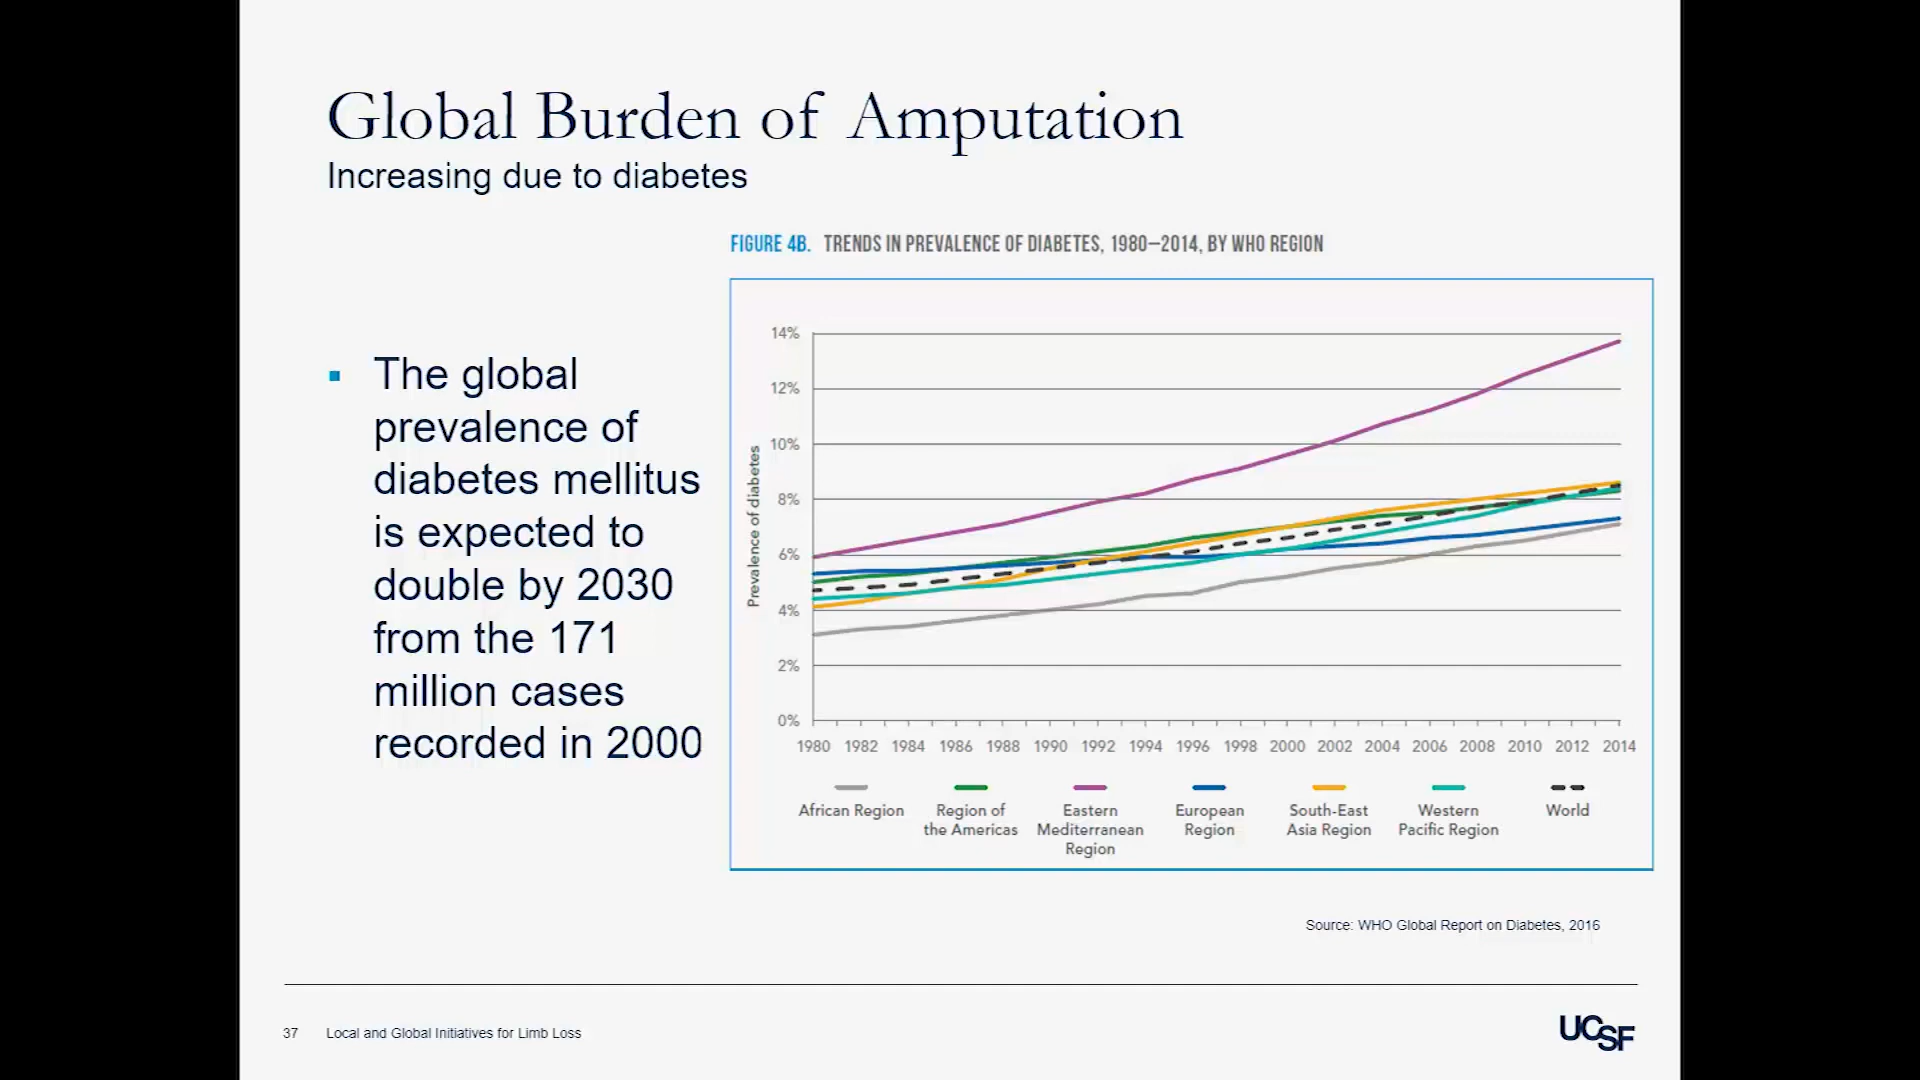 Global Burden of Amputation
Increasing due to diabetes
FIGURE 4B. TRENDS IN PREVALENCE OF DIABETES, 1980–2014, BY WHO REGION
▪ The global
prevalence of
diabetes mellitus
is expected to
double by 2030
from the 171
million cases
recorded in 2000
Prevalence of diabetes
14%
12%
10%
8%
6%
4%
2%
0%
1980 1982 1984 1986 1988 1990 1992 1994 1996 1998 2000 2002 2004 2006 2008 2010 2012 2014
African Region
Region of
the Americas
Eastern
Mediterranean
Region
European
Region
South-East
Asia Region
Western
Pacific Region
World
Source: WHO Global Report on Diabetes, 2016
37 Local and Global Initiatives for Limb Loss
UCSF